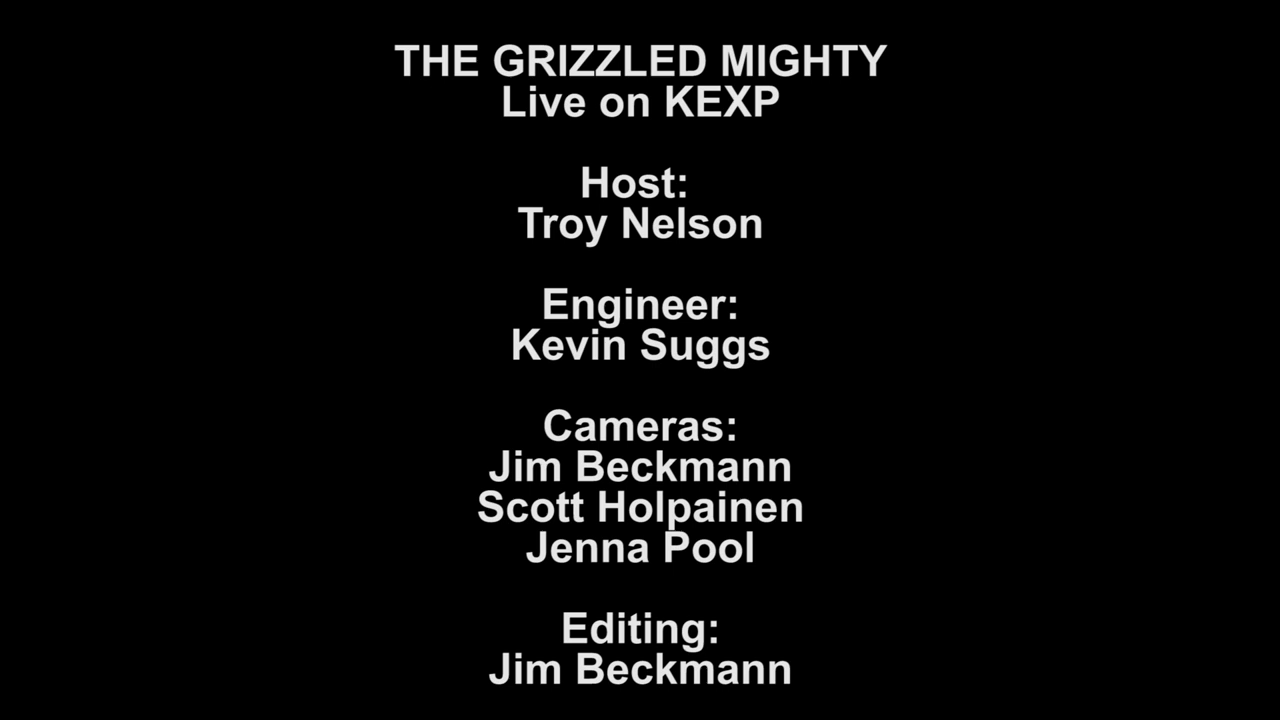 THE GRIZZLED MIGHTY
Live on KEXP
Host:
Troy Nelson
Engineer:
Kevin Suggs
Cameras:
Jim Beckmann
Scott Holpainen
Jenna Pool
Editing:
Jim Beckmann